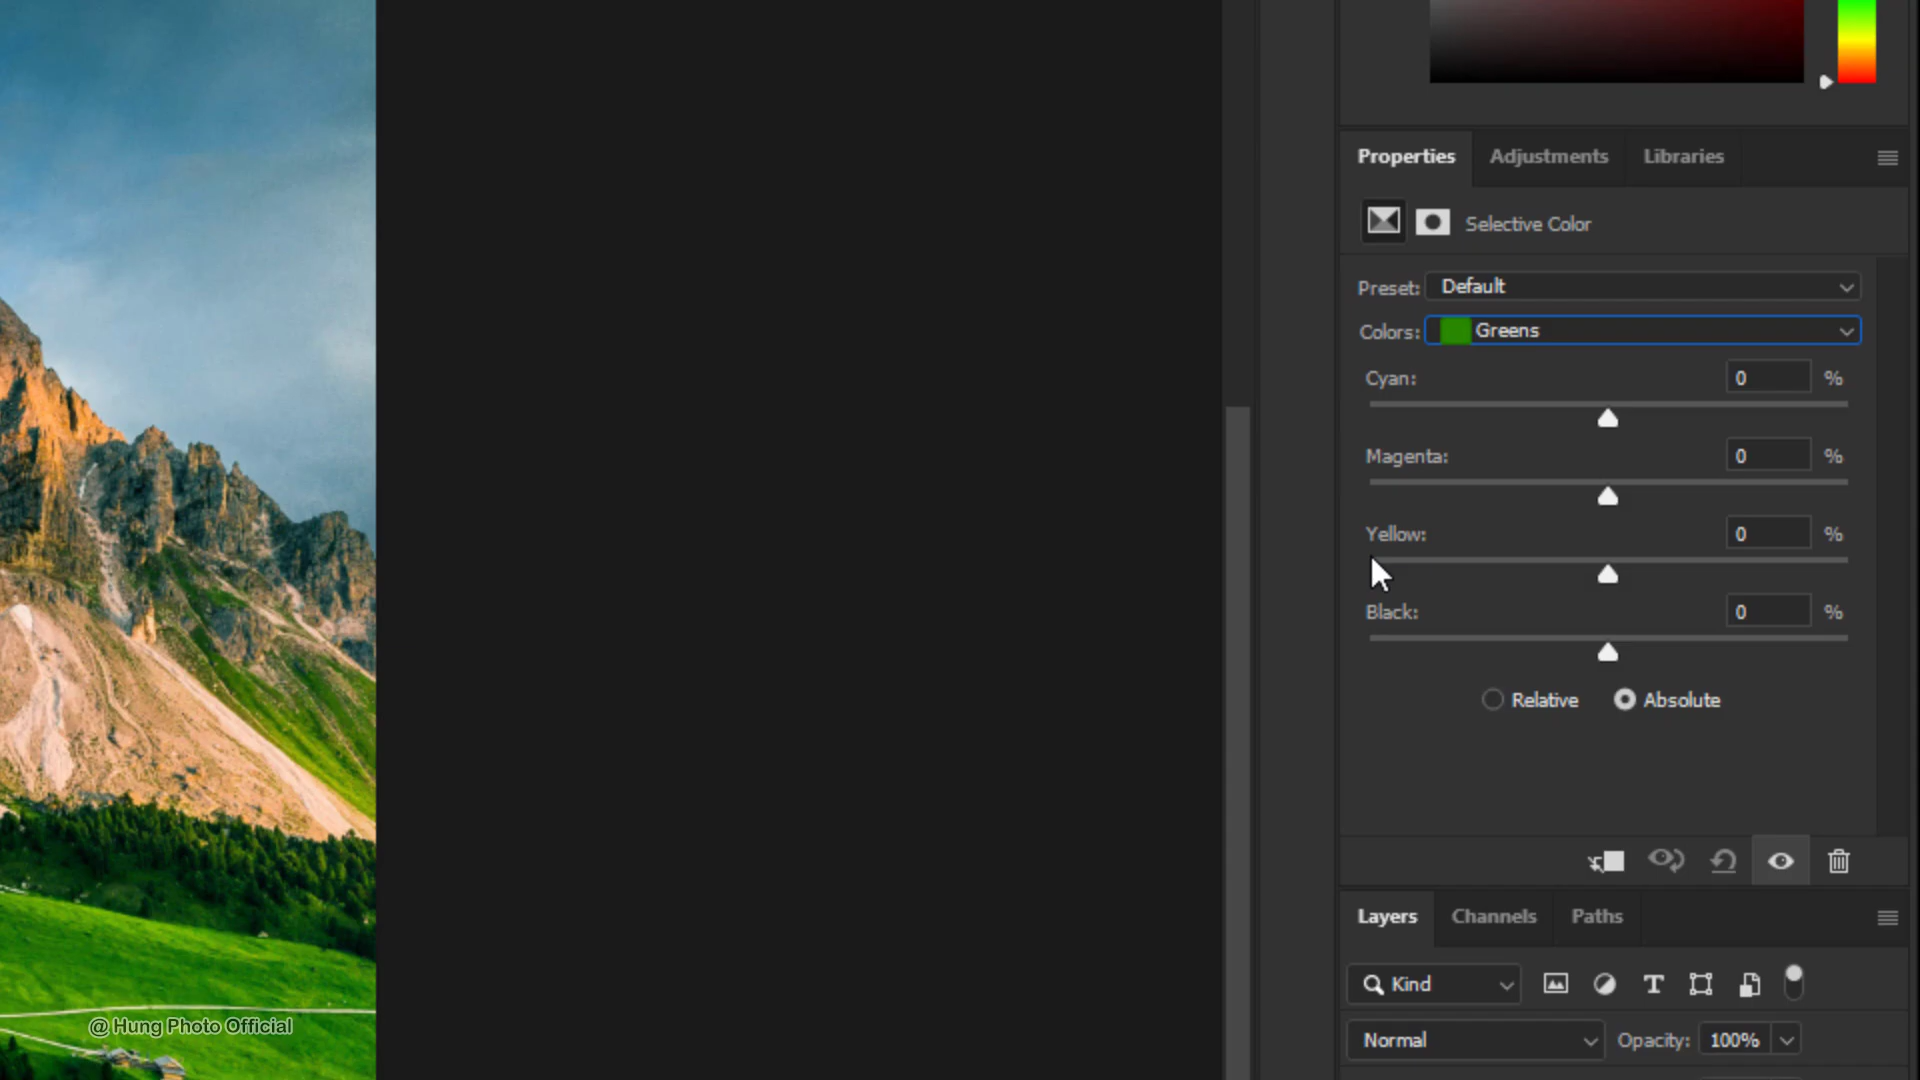 Properties Adjustments Libraries
Selective Color
Preset: Default
Colors: Greens
Cyan: 0 %
Magenta: 0 %
Yellow: 0 %
Black: 0 %
Relative Absolute
Layers Channels Paths
Kind
Normal Opacity: 100%
@ Hung Photo Official